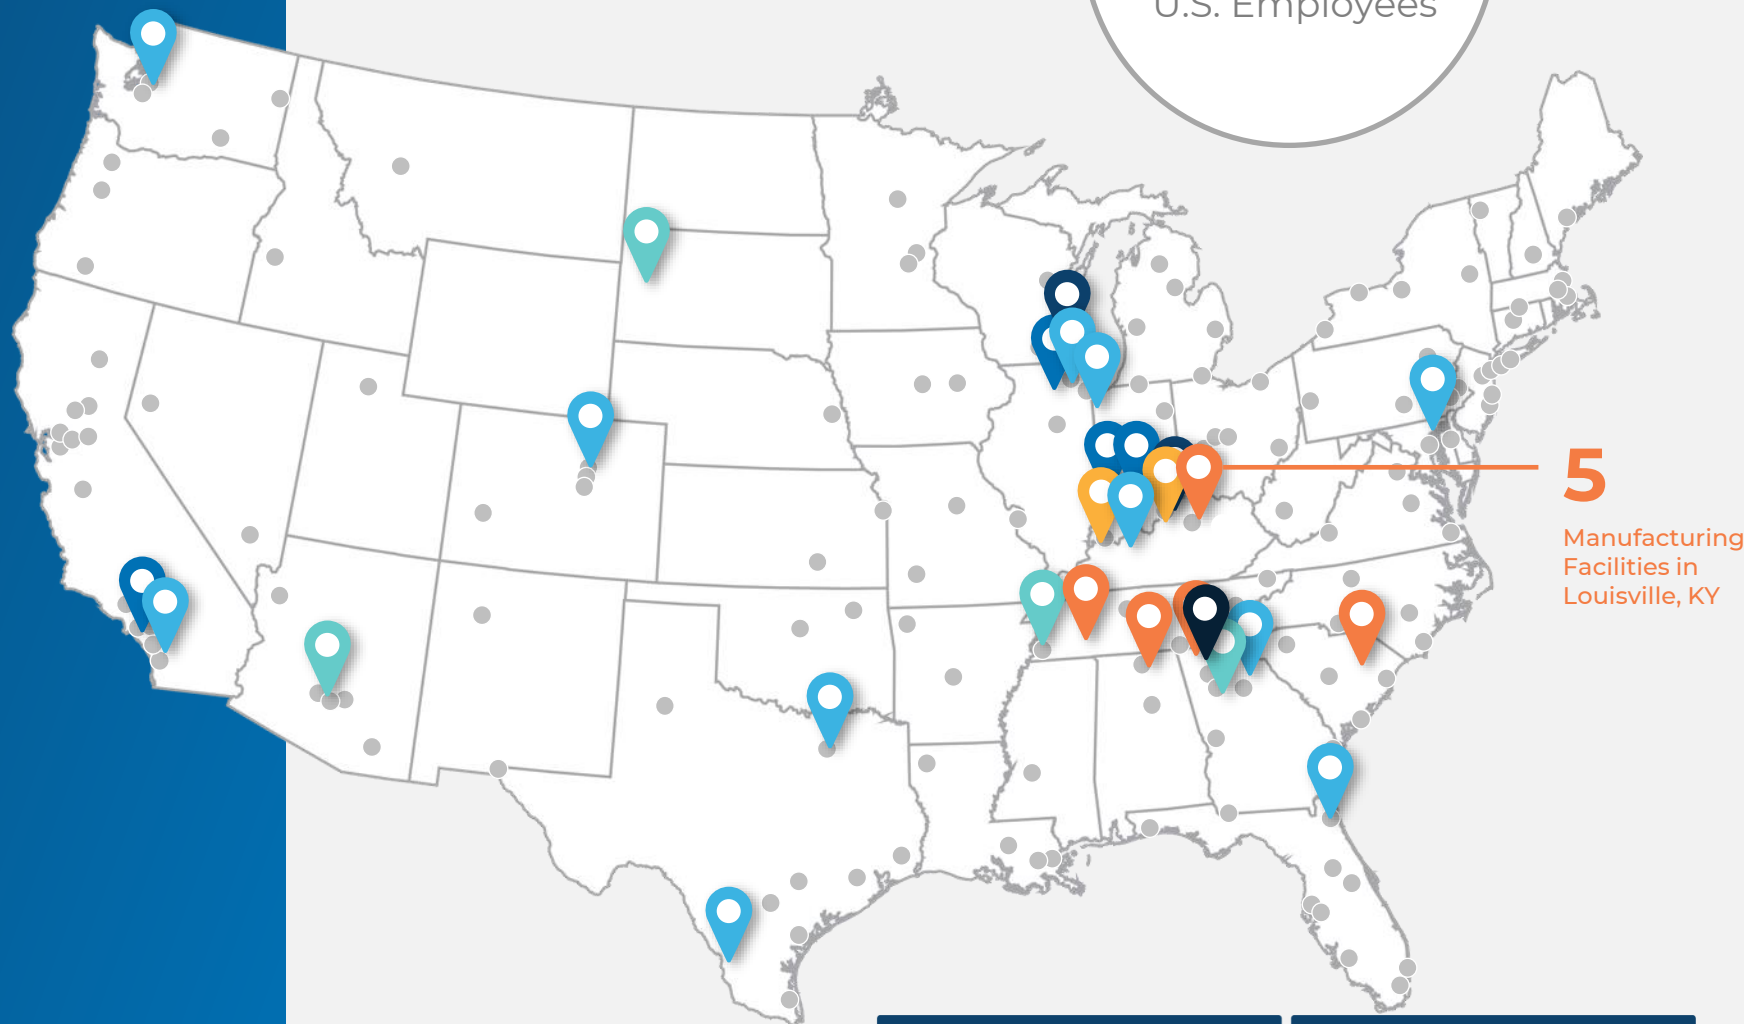 U.S. Employees
5
Manufacturing
Facilities in
Louisville, KY